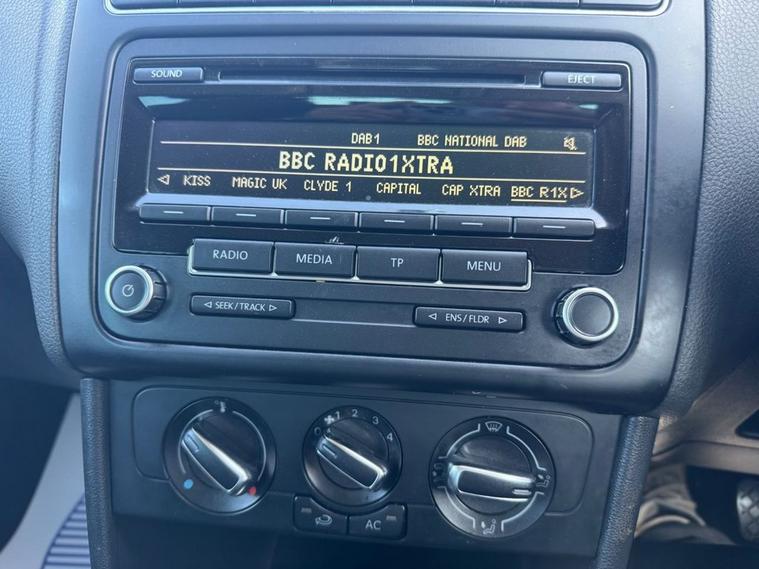 SOUND EJECT
DAB1 BBC NATIONAL DAB
BBC RADIO1XTRA
KISS MAGIC UK CLYDE 1 CAPITAL CAP XTRA BBC R1X
RADIO MEDIA TP MENU
SEEK/TRACK ENS/FLDR
0 1 2 3 4
AC